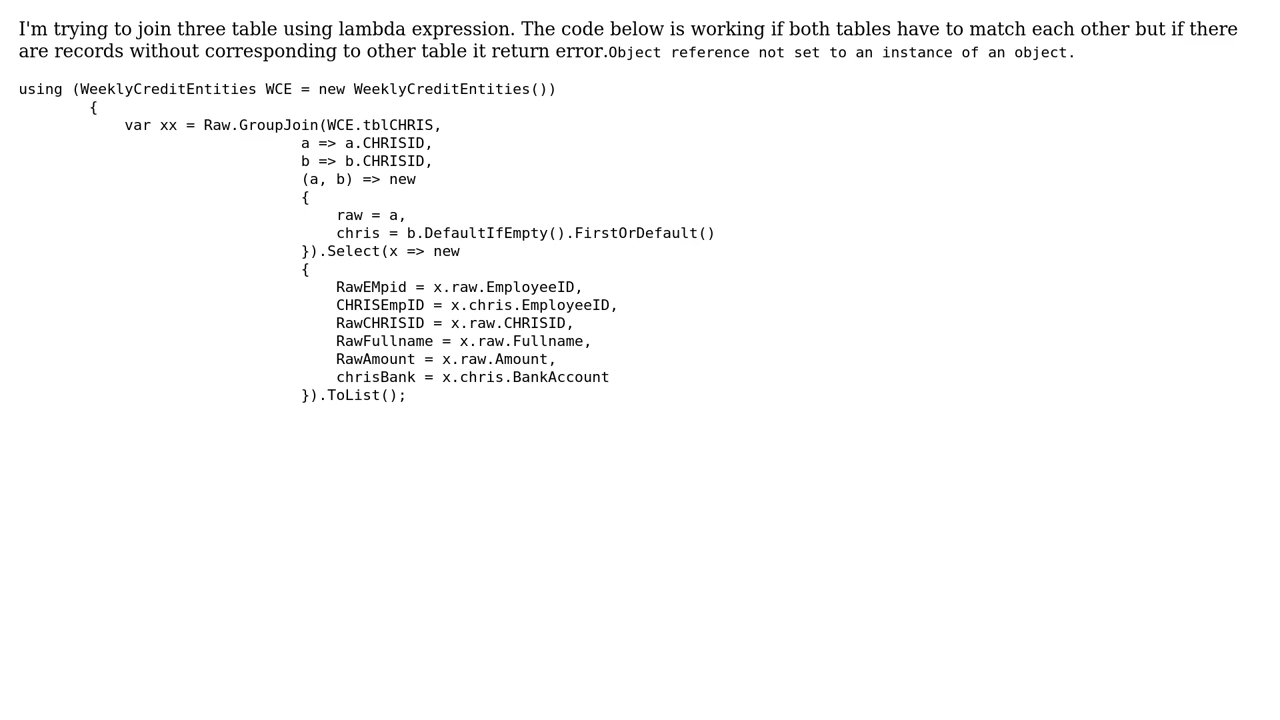 I'm trying to join three table using lambda expression. The code below is working if both tables have to match each other but if there
are records without corresponding to other table it return error.Object reference not set to an instance of an object.
using (WeeklyCreditEntities WCE = new WeeklyCreditEntities())
        {
            var xx = Raw.GroupJoin(WCE.tblCHRIS,
                                a => a.CHRISID,
                                b => b.CHRISID,
                                (a, b) => new
                                {
                                    raw = a,
                                    chris = b.DefaultIfEmpty().FirstOrDefault()
                                }).Select(x => new
                                {
                                    RawEMpid = x.raw.EmployeeID,
                                    CHRISEmpID = x.chris.EmployeeID,
                                    RawCHRISID = x.raw.CHRISID,
                                    RawFullname = x.raw.Fullname,
                                    RawAmount = x.raw.Amount,
                                    chrisBank = x.chris.BankAccount
                                }).ToList();